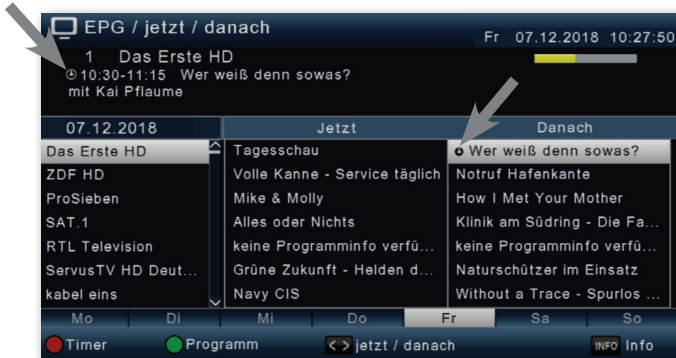 EPG / jetzt / danach
Fr 07.12.2018 10:27:50
1 Das Erste HD
10:30-11:15 Wer weiß denn sowas?
mit Kai Pflaume
07.12.2018 Jetzt Danach
Das Erste HD Tagesschau Wer weiß denn sowas?
ZDF HD Volle Kanne - Service täglich Notruf Hafenkante
ProSieben Mike & Molly How I Met Your Mother
SAT.1 Alles oder Nichts Klinik am Südring - Die Fa...
RTL Television keine Programminfo verfü... keine Programminfo verfü...
ServusTV HD Deut... Grüne Zukunft - Helden d... Naturschützer im Einsatz
kabel eins Navy CIS Without a Trace - Spurlos ...
Mo Di Mi Do Fr Sa So
Timer Programm < > jetzt / danach INFO Info